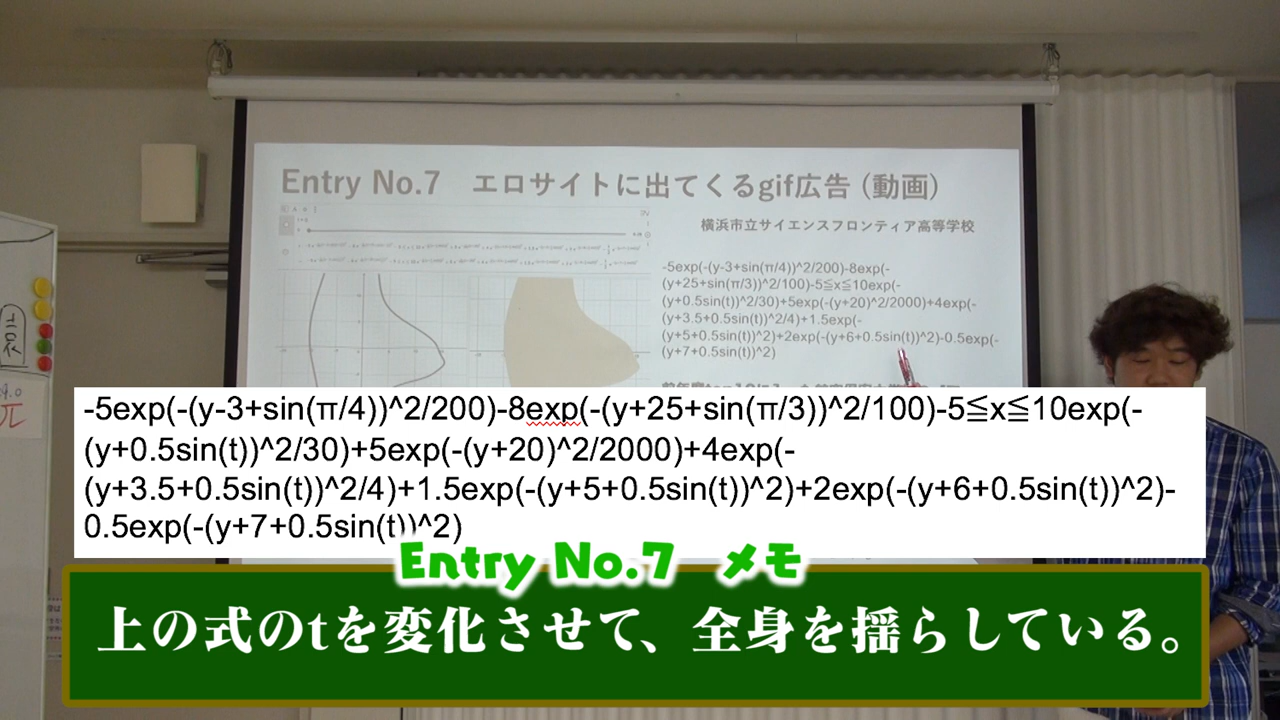 Entry No.7 エロサイトに出てくるgif広告（動画）
横浜市立サイエンスフロンティア高等学校
-5exp(-(y-3+sin(π/4))^2/200)-8exp(-
(y+25+sin(π/3))^2/100)-5≦x≦10exp(-
(y+0.5sin(t))^2/30)+5exp(-(y+20)^2/2000)+4exp(-
(y+3.5+0.5sin(t))^2/4)+1.5exp(-
(y+5+0.5sin(t))^2)+2exp(-(y+6+0.5sin(t))^2)-0.5exp(-
(y+7+0.5sin(t))^2)
-5exp(-(y-3+sin(π/4))^2/200)-8exp(-(y+25+sin(π/3))^2/100)-5≦x≦10exp(-
(y+0.5sin(t))^2/30)+5exp(-(y+20)^2/2000)+4exp(-
(y+3.5+0.5sin(t))^2/4)+1.5exp(-(y+5+0.5sin(t))^2)+2exp(-(y+6+0.5sin(t))^2)-
0.5exp(-(y+7+0.5sin(t))^2)
Entry No.7 メモ
上の式のtを変化させて、全身を揺らしている。
π